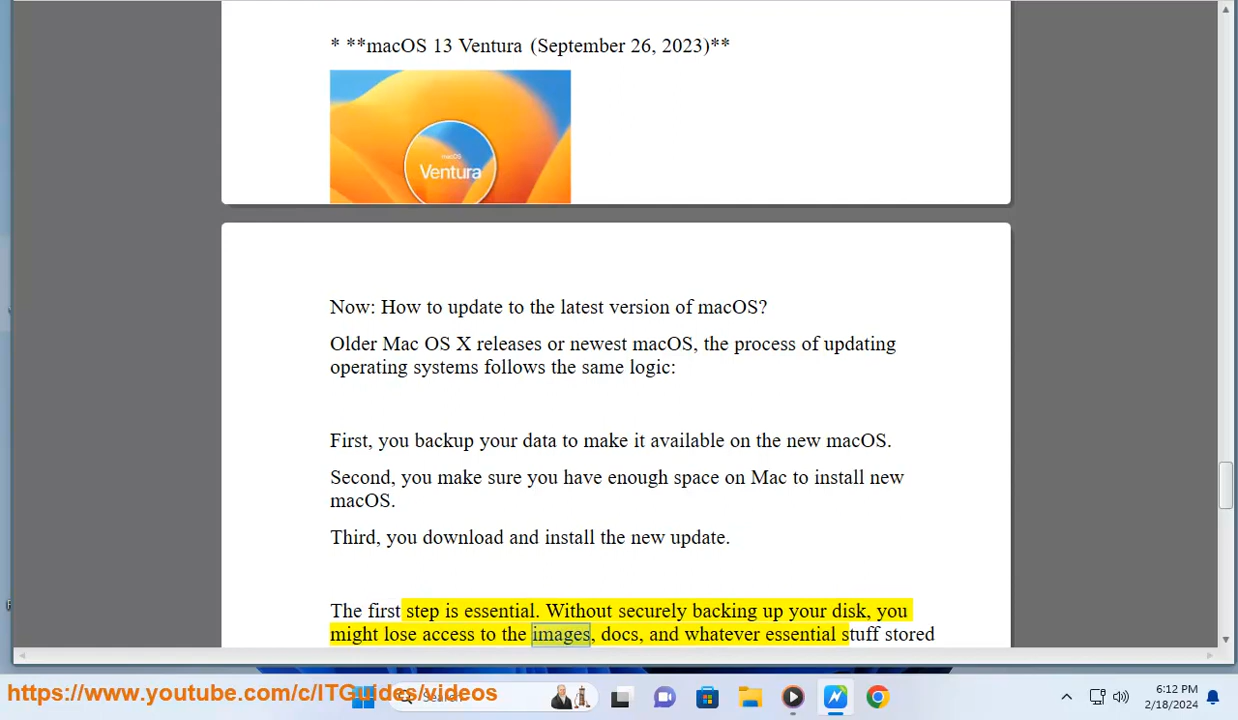 * **macOS 13 Ventura (September 26, 2023)**
macOS
Ventura
Now: How to update to the latest version of macOS?
Older Mac OS X releases or newest macOS, the process of updating
operating systems follows the same logic:
First, you backup your data to make it available on the new macOS.
Second, you make sure you have enough space on Mac to install new
macOS.
Third, you download and install the new update.
The first step is essential. Without securely backing up your disk, you
might lose access to the images, docs, and whatever essential stuff stored
https://www.youtube.com/c/ITGuides/videos
Search
6:12 PM
2/18/2024